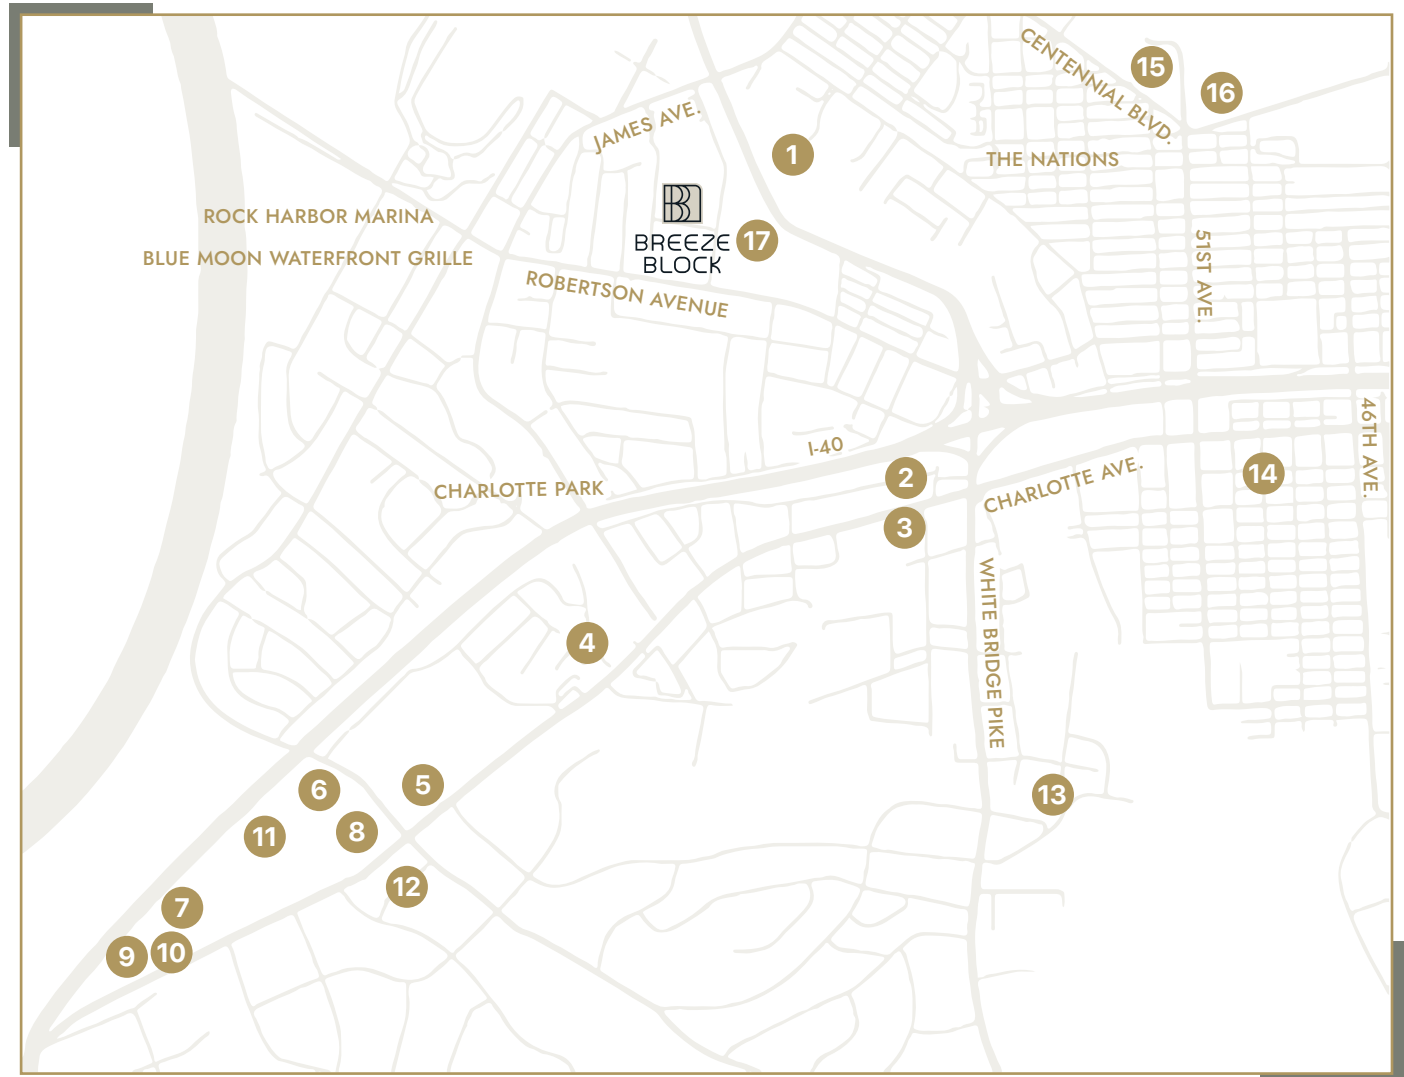 CENTENNIAL BLVD.
15
16
JAMES AVE.
1
THE NATIONS
ROCK HARBOR MARINA
BREEZE
BLOCK
17
BLUE MOON WATERFRONT GRILLE
51ST AVE.
ROBERTSON AVENUE
46TH AVE.
I-40
2
CHARLOTTE AVE.
14
CHARLOTTE PARK
3
WHITE BRIDGE PIKE
4
6
5
13
11
8
12
7
9
10